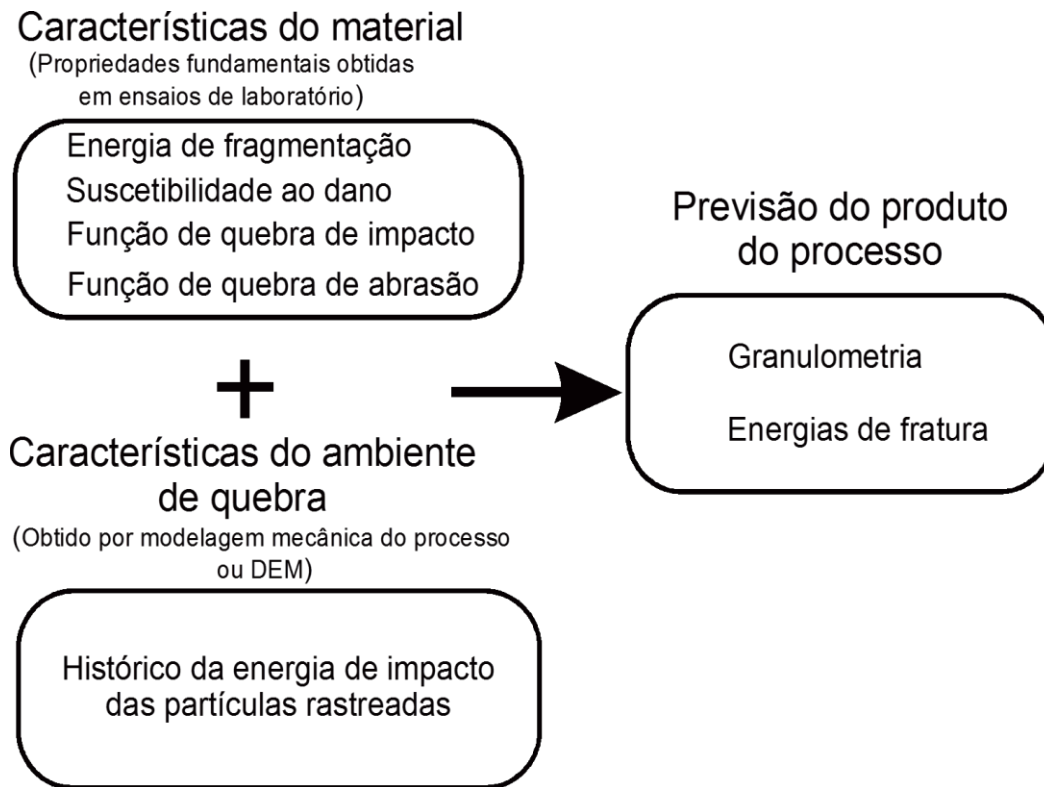 Características do material
(Propriedades fundamentais obtidas
em ensaios de laboratório)
Energia de fragmentação
Suscetibilidade ao dano
Função de quebra de impacto
Função de quebra de abrasão
+
Características do ambiente
de quebra
(Obtido por modelagem mecânica do processo
ou DEM)
Histórico da energia de impacto
das partículas rastreadas
Previsão do produto
do processo
Granulometria
Energias de fratura